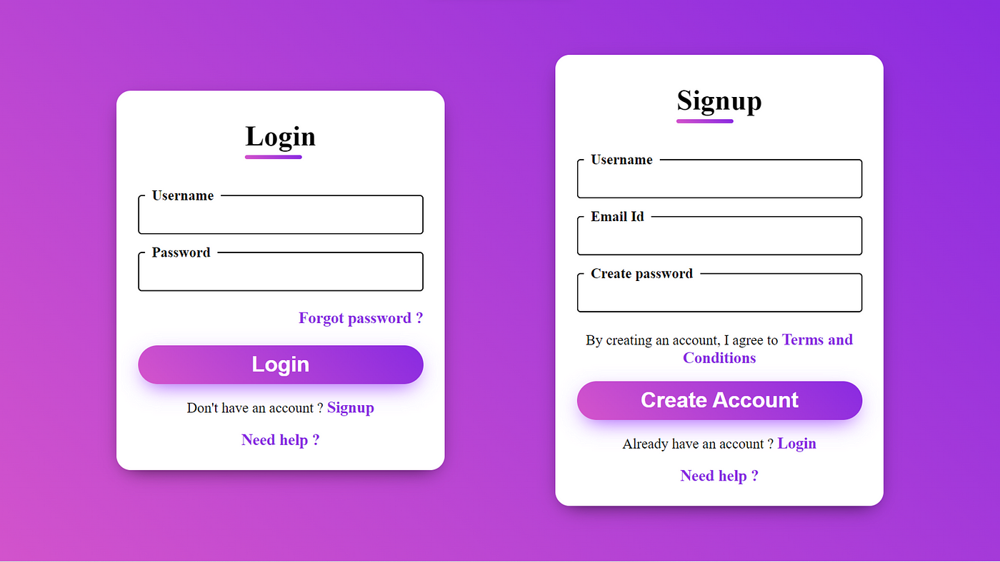 Login
Username
Password
Forgot password ?
Login
Don't have an account ? Signup
Need help ?
Signup
Username
Email Id
Create password
By creating an account, I agree to Terms and
Conditions
Create Account
Already have an account ? Login
Need help ?